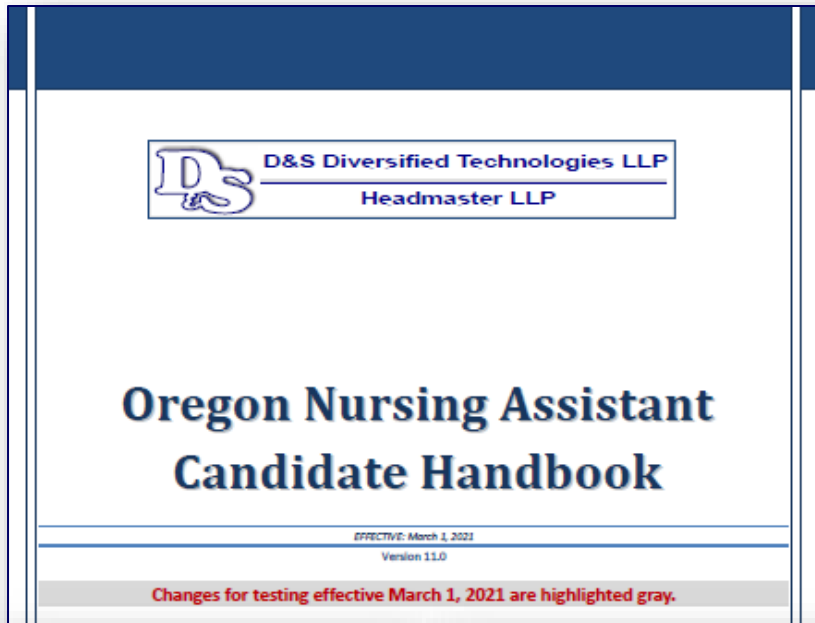 D&S
D&S Diversified Technologies LLP
Headmaster LLP
Oregon Nursing Assistant
Candidate Handbook
EFFECTIVE: March 1, 2021
Version 11.0
Changes for testing effective March 1, 2021 are highlighted gray.